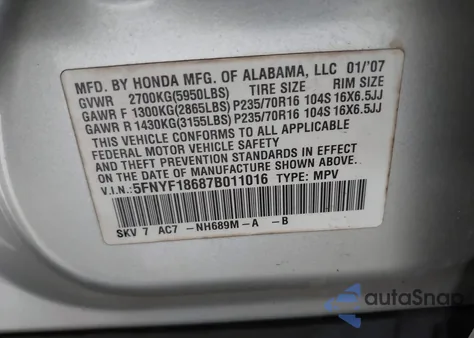 MFD. BY HONDA MFG. OF ALABAMA, LLC 01/'07
GVWR 2700KG(5950LBS) TIRE SIZE RIM SIZE
GAWR F 1300KG(2865LBS) P235/70R16 104S 16X6.5JJ
GAWR R 1430KG(3155LBS) P235/70R16 104S 16X6.5JJ
THIS VEHICLE CONFORMS TO ALL APPLICABLE
FEDERAL MOTOR VEHICLE SAFETY
AND THEFT PREVENTION STANDARDS IN EFFECT
ON THE DATE OF MANUFACTURE SHOWN ABOVE.
V.I.N.: 5FNYF18687B011016 TYPE: MPV
SKV 7 AC7 -NH689M-A -B
autoSnap